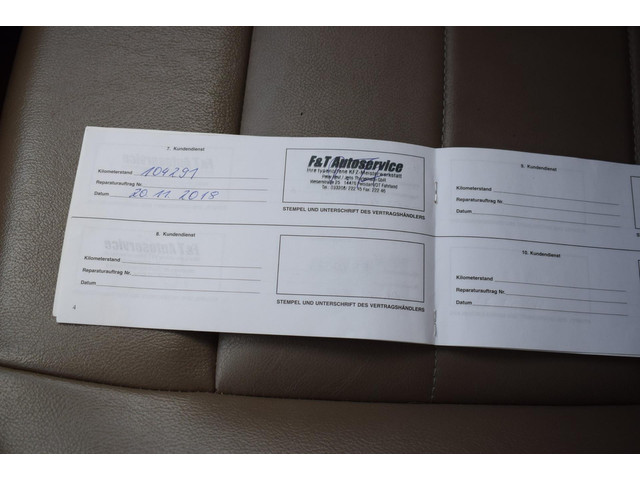 7. Kundendienst
Kilometerstand 104291
Reparaturauftrag Nr.
Datum 20.11.2018
F&T Autoservice
STEMPEL UND UNTERSCHRIFT DES VERTRAGSHÄNDLERS
8. Kundendienst
Kilometerstand
Reparaturauftrag Nr.
Datum
STEMPEL UND UNTERSCHRIFT DES VERTRAGSHÄNDLERS
4
9. Kundendienst
Kilometerstand
Reparaturauftrag Nr.
Datum
10. Kundendienst
Kilometerstand
Reparaturauftrag Nr.
Datum